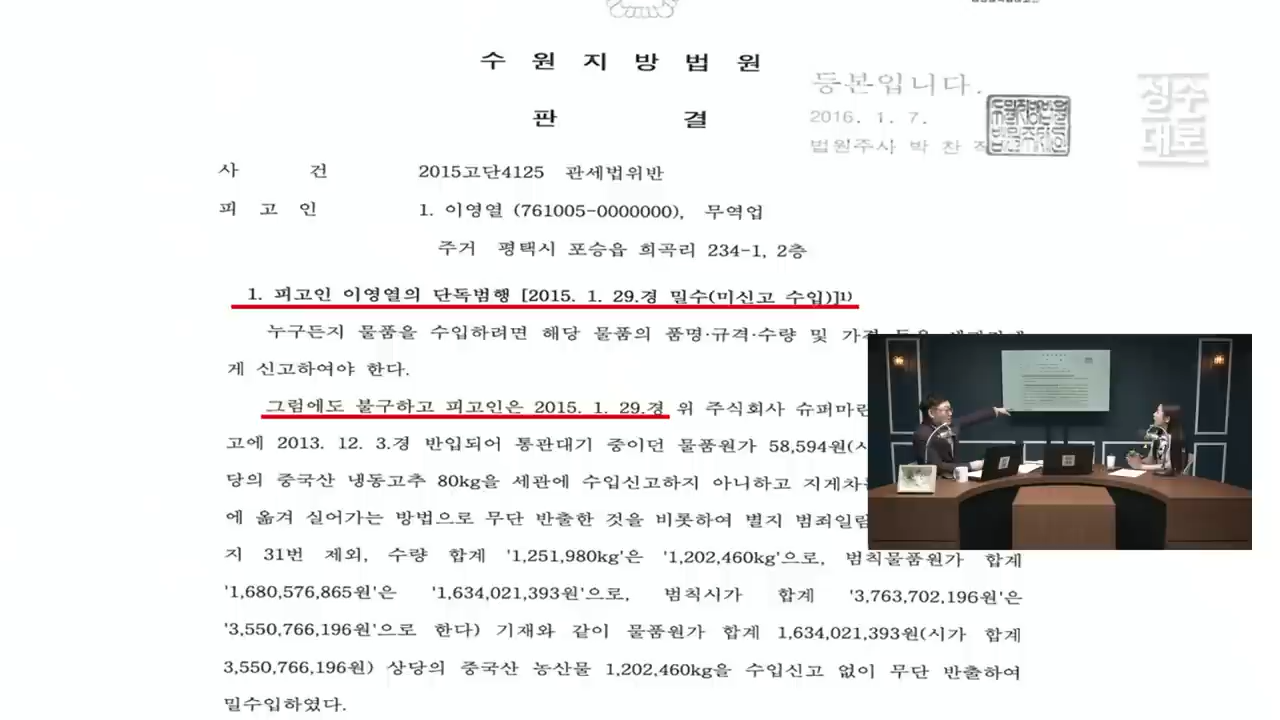 수 원 지 방 법 원
판 결
등본입니다.
2016. 1. 7.
법원주사 박 찬
성수
대로
사 건 2015고단4125 관세법위반
피 고 인 1. 이영열 (761005-0000000), 무역업
주거 평택시 포승읍 희곡리 234-1, 2층
1. 피고인 이영열의 단독범행 [2015. 1. 29.경 밀수(미신고 수입)]1)
누구든지 물품을 수입하려면 해당 물품의 품명·규격·수량 및
게 신고하여야 한다.
그럼에도 불구하고 피고인은 2015. 1. 29.경 위 주식회사 슈퍼마린
고에 2013. 12. 3.경 반입되어 통관대기 중이던 물품원가 58,594원(시
당의 중국산 냉동고추 80kg을 세관에 수입신고하지 아니하고 지게차
에 옮겨 실어가는 방법으로 무단 반출한 것을 비롯하여 별지 범죄일람
지 31번 제외, 수량 합계 '1,251,980kg'은 '1,202,460kg'으로, 범칙물품원가 합계
'1,680,576,865원'은 '1,634,021,393원'으로, 범칙시가 합계 '3,763,702,196원'은
'3,550,766,196원'으로 한다) 기재와 같이 물품원가 합계 1,634,021,393원(시가 합계
3,550,766,196원) 상당의 중국산 농산물 1,202,460kg을 수입신고 없이 무단 반출하여
밀수입하였다.